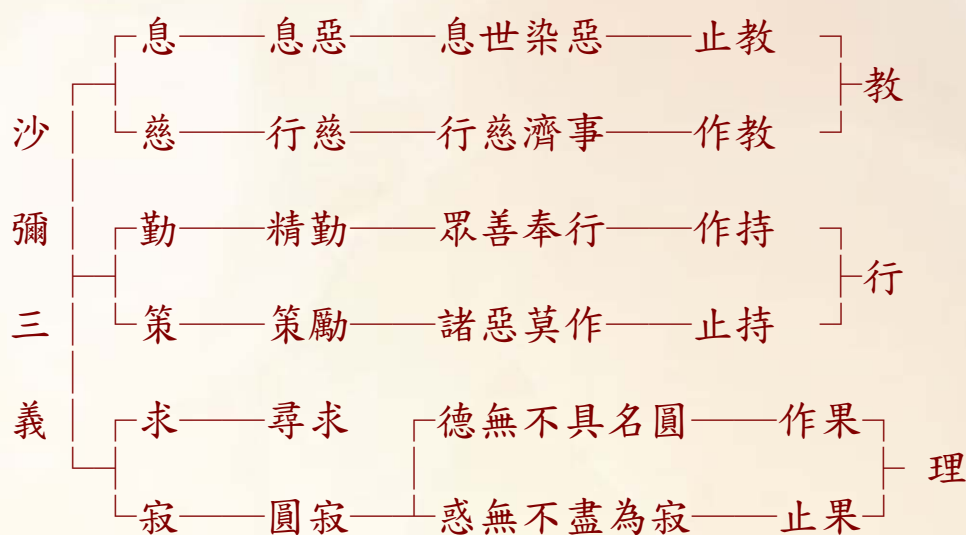 沙彌三義
息 息惡 息世染惡 止教
教
慈 行慈 行慈濟事 作教
勤 精勤 眾善奉行 作持
行
策 策勵 諸惡莫作 止持
求 尋求 德無不具名圓 作果
理
寂 圓寂 惑無不盡為寂 止果